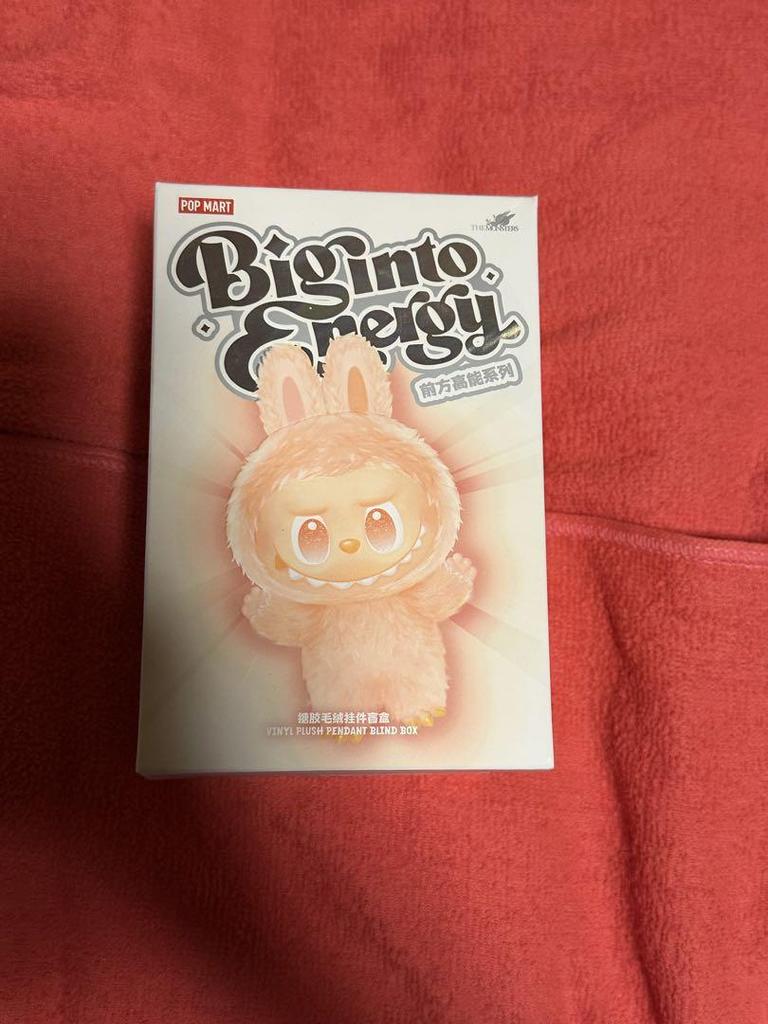 POP MART
THE MONSTERS
Big into
Energy
前方高能系列
搪胶毛绒挂件盲盒
VINYL PLUSH PENDANT BLIND BOX